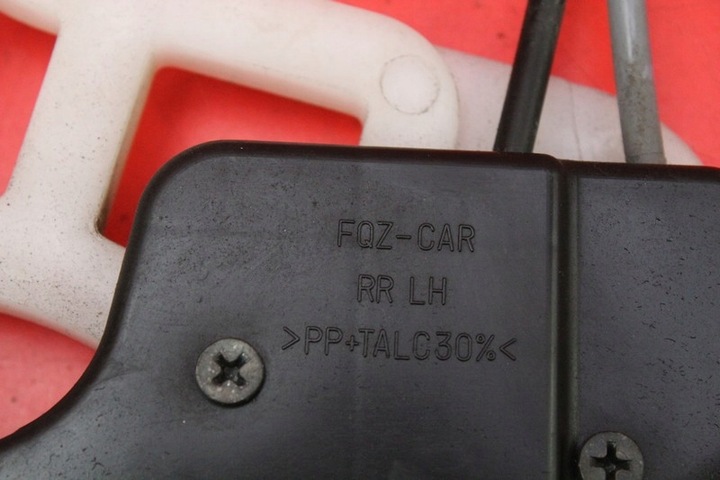 FQZ-CAR
RR LH
>PP+TALC30%<